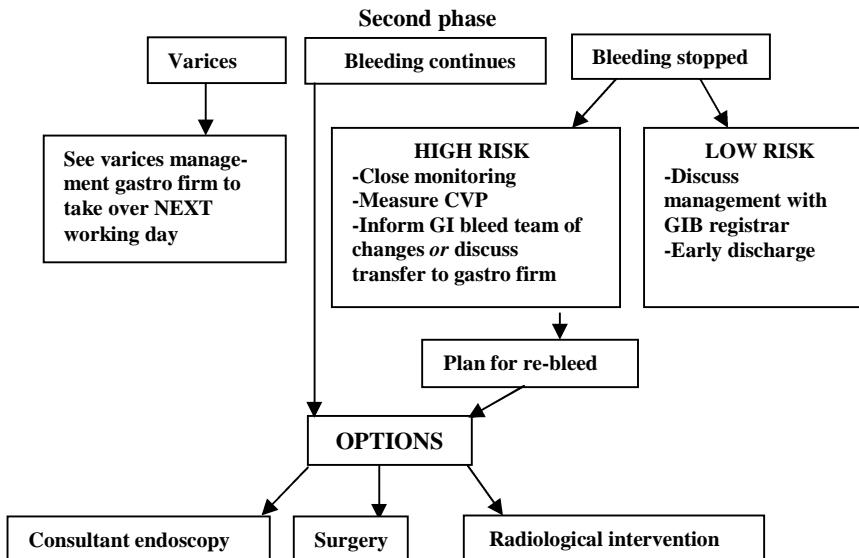 Second phase
Varices
Bleeding continues
Bleeding stopped
See varices manage-
ment gastro firm to
take over NEXT
working day
HIGH RISK
-Close monitoring
-Measure CVP
-Inform GI bleed team of
changes or discuss
transfer to gastro firm
LOW RISK
-Discuss
management with
GIB registrar
-Early discharge
Plan for re-bleed
OPTIONS
Consultant endoscopy
Surgery
Radiological intervention